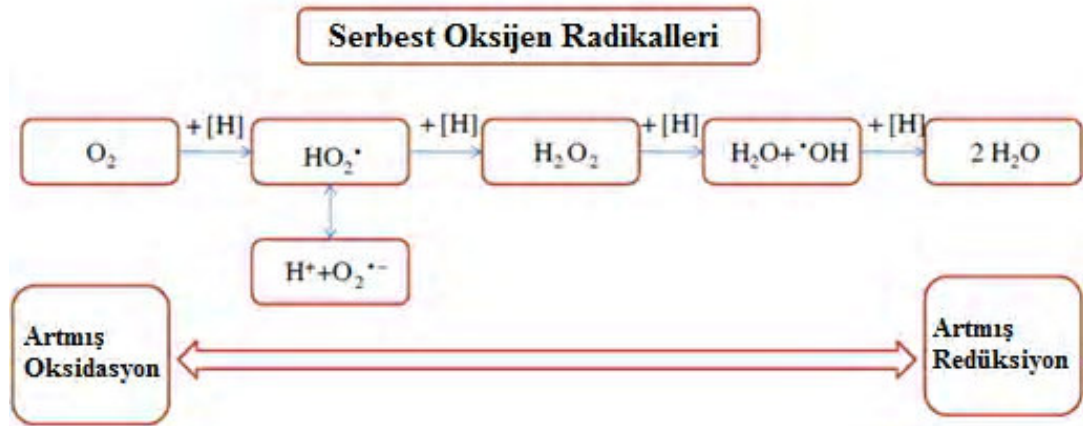 Serbest Oksijen Radikalleri
+ [H] + [H] + [H] + [H]
O₂ HO₂• H₂O₂ H₂O+ •OH 2 H₂O
H⁺+O₂•⁻
Artmış
Oksidasyon
Artmış
Redüksiyon